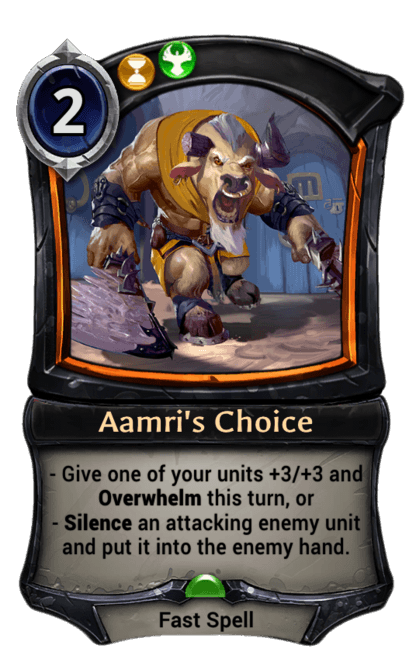 2
Aamri's Choice
- Give one of your units +3/+3 and
Overwhelm this turn, or
- Silence an attacking enemy unit
and put it into the enemy hand.
Fast Spell